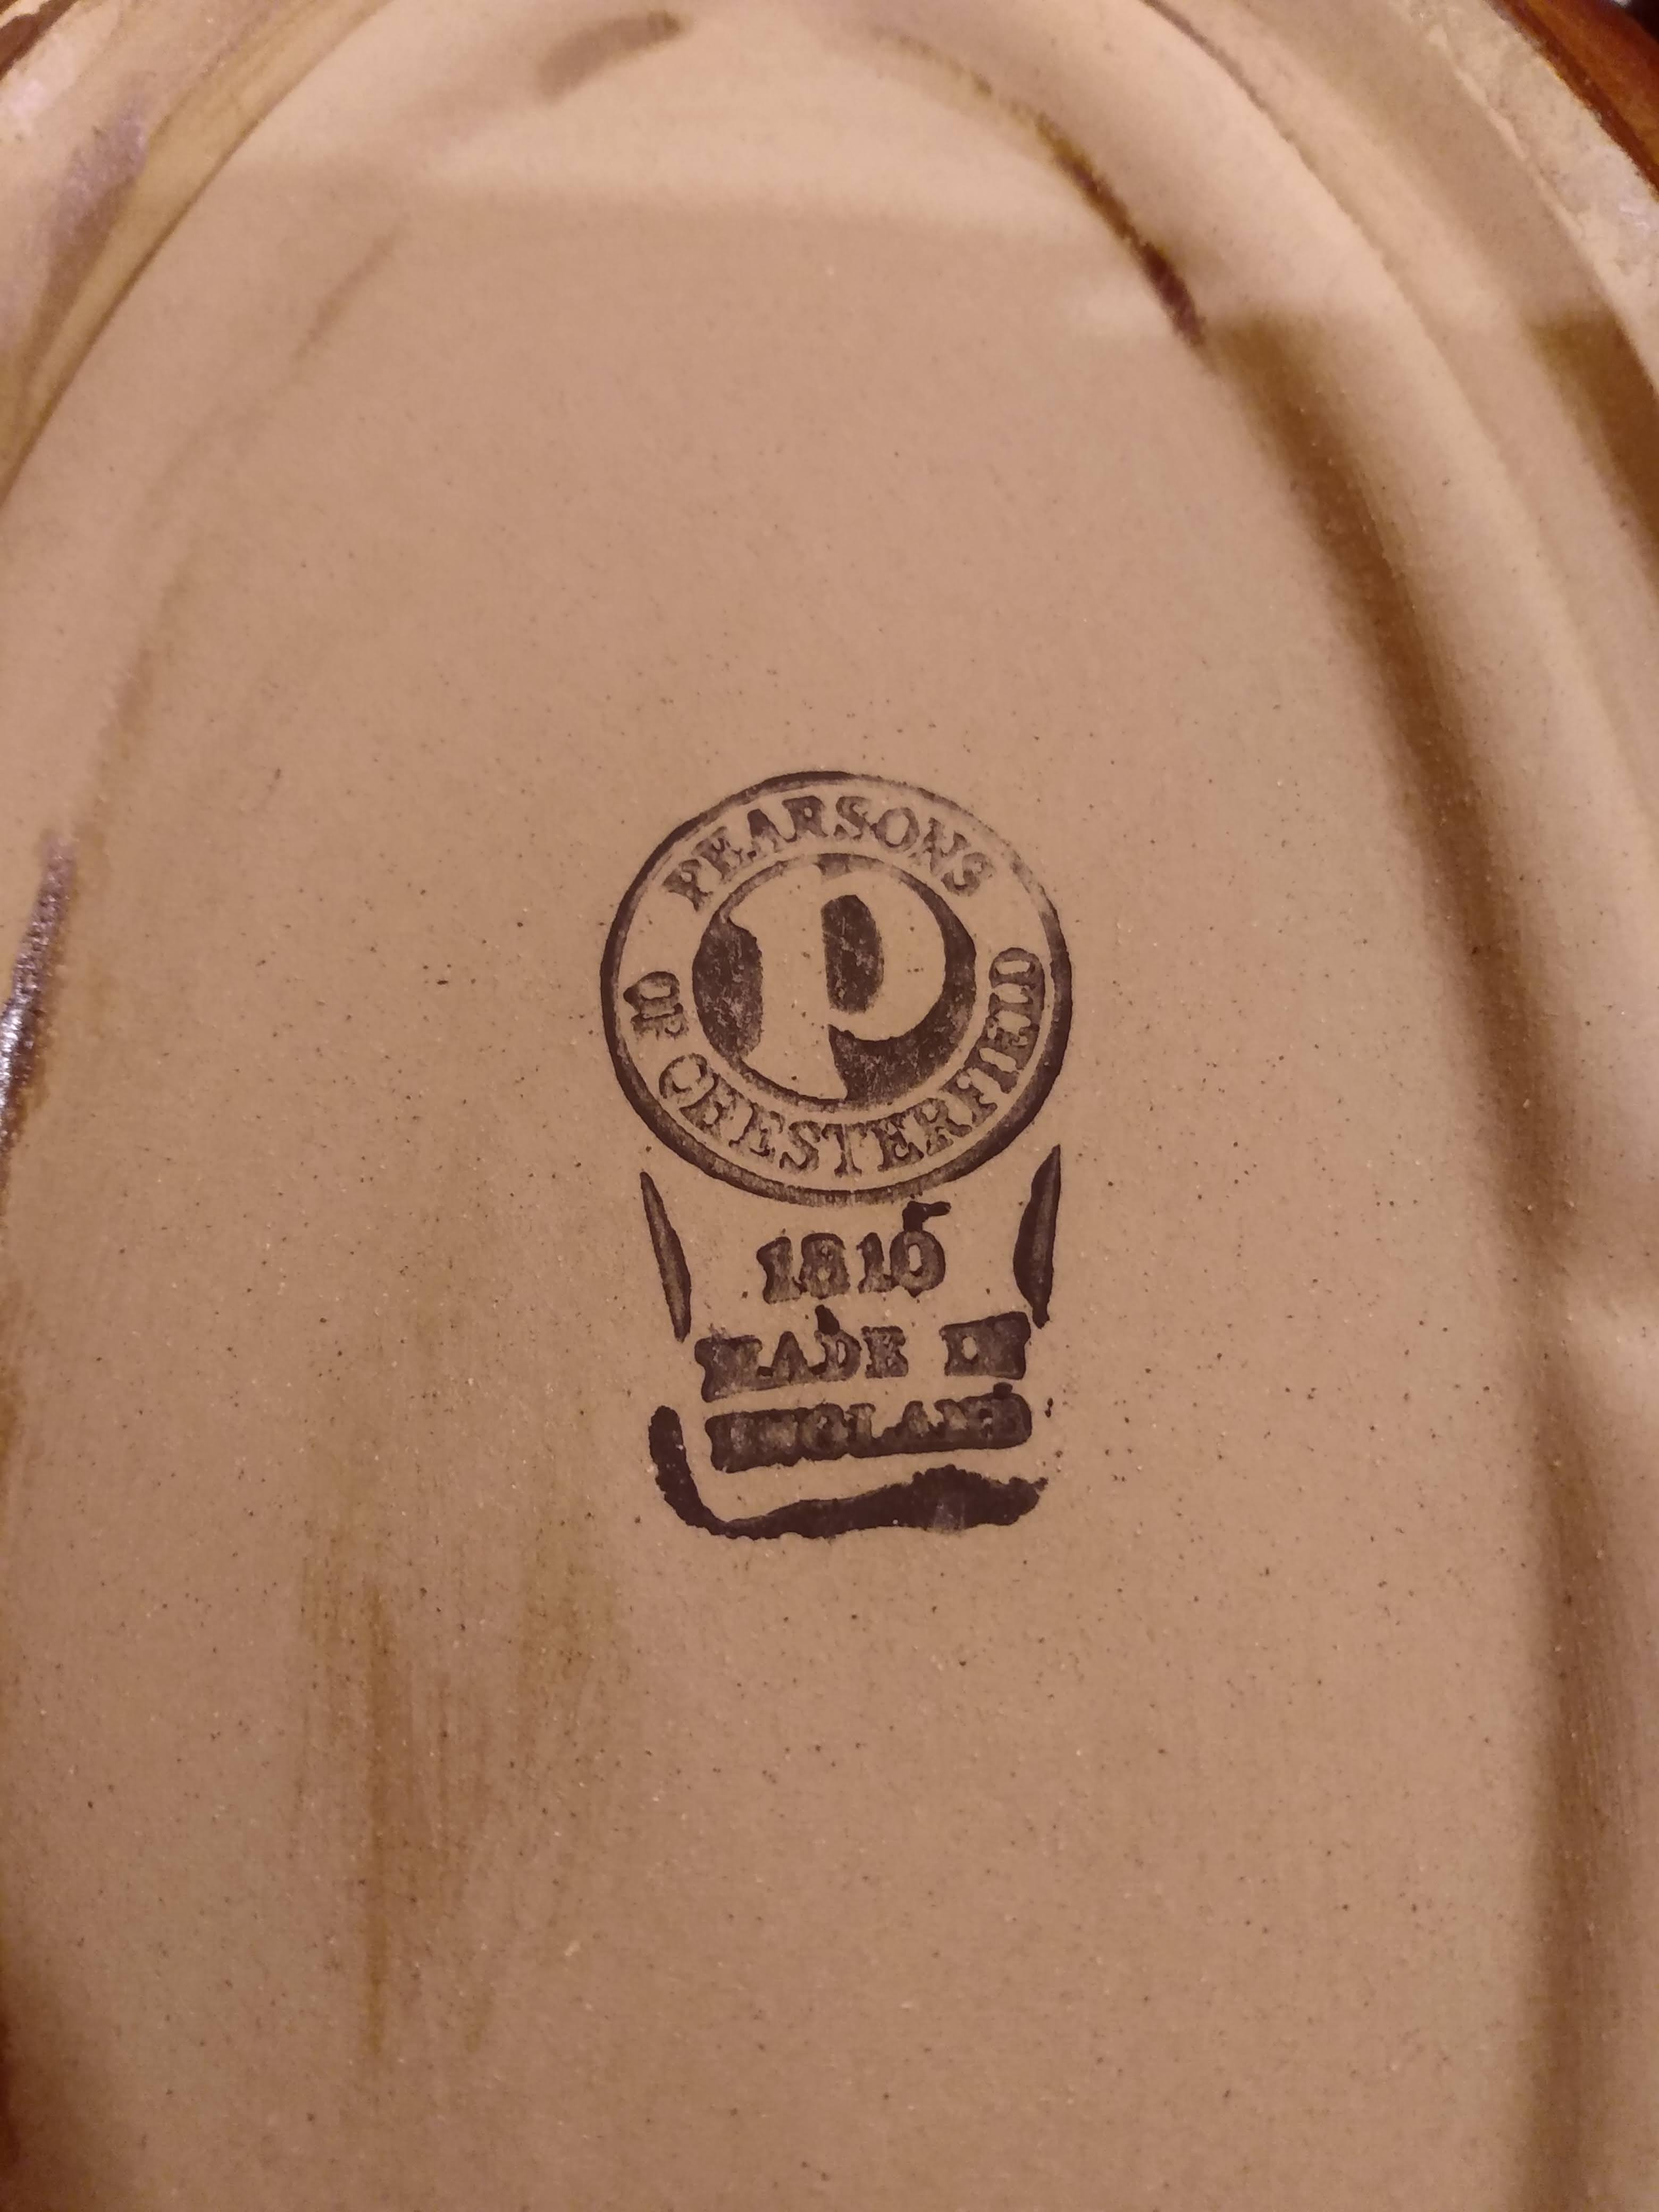 PEARSONS
P
OF CHESTERFIELD
1810
MADE IN
ENGLAND